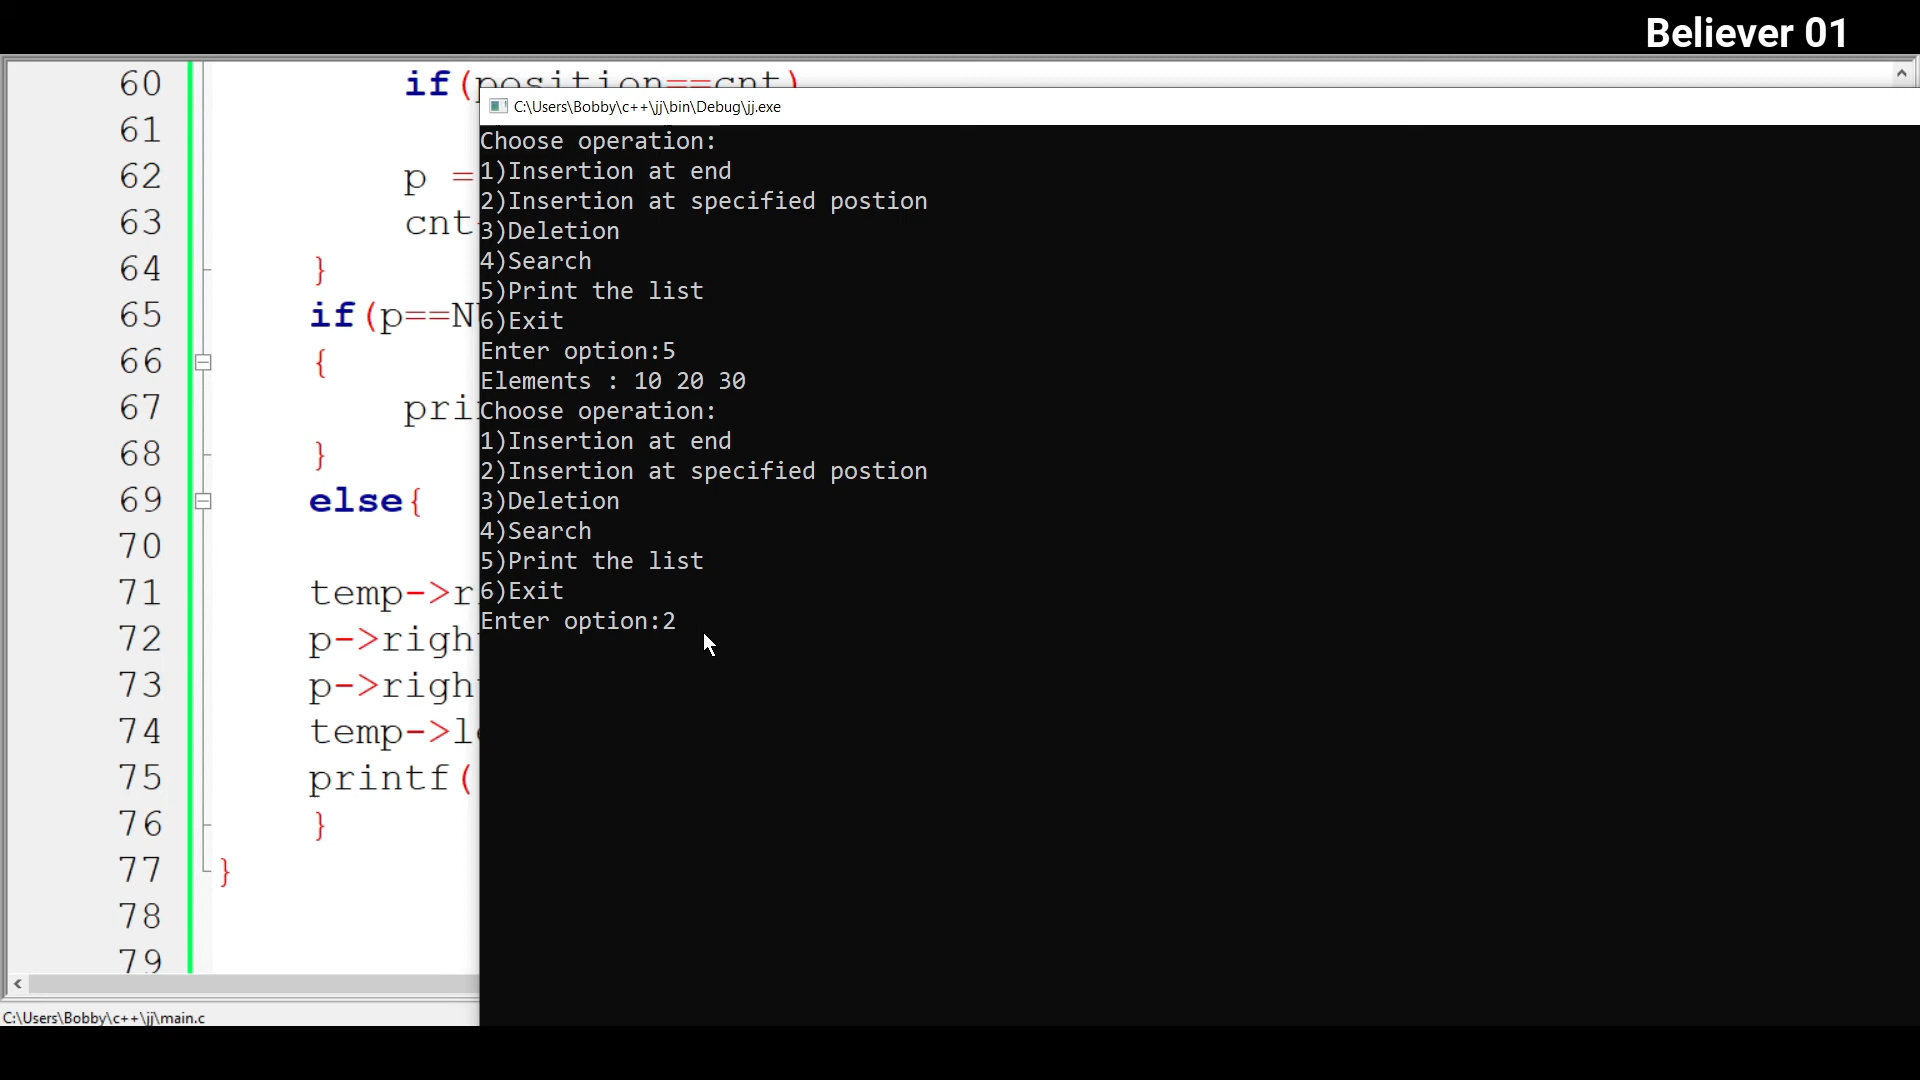 Believer 01
60 if(position==cnt)
C:\Users\Bobby\c++\jj\bin\Debug\jj.exe
61
62 p =
63 cnt
64 }
65 if(p==N
66 {
67 pri
68 }
69 else{
70
71 temp->r
72 p->righ
73 p->righ
74 temp->l
75 printf(
76 }
77 }
78
79
Choose operation:
1)Insertion at end
2)Insertion at specified postion
3)Deletion
4)Search
5)Print the list
6)Exit
Enter option:5
Elements : 10 20 30
Choose operation:
1)Insertion at end
2)Insertion at specified postion
3)Deletion
4)Search
5)Print the list
6)Exit
Enter option:2
C:\Users\Bobby\c++\jj\main.c